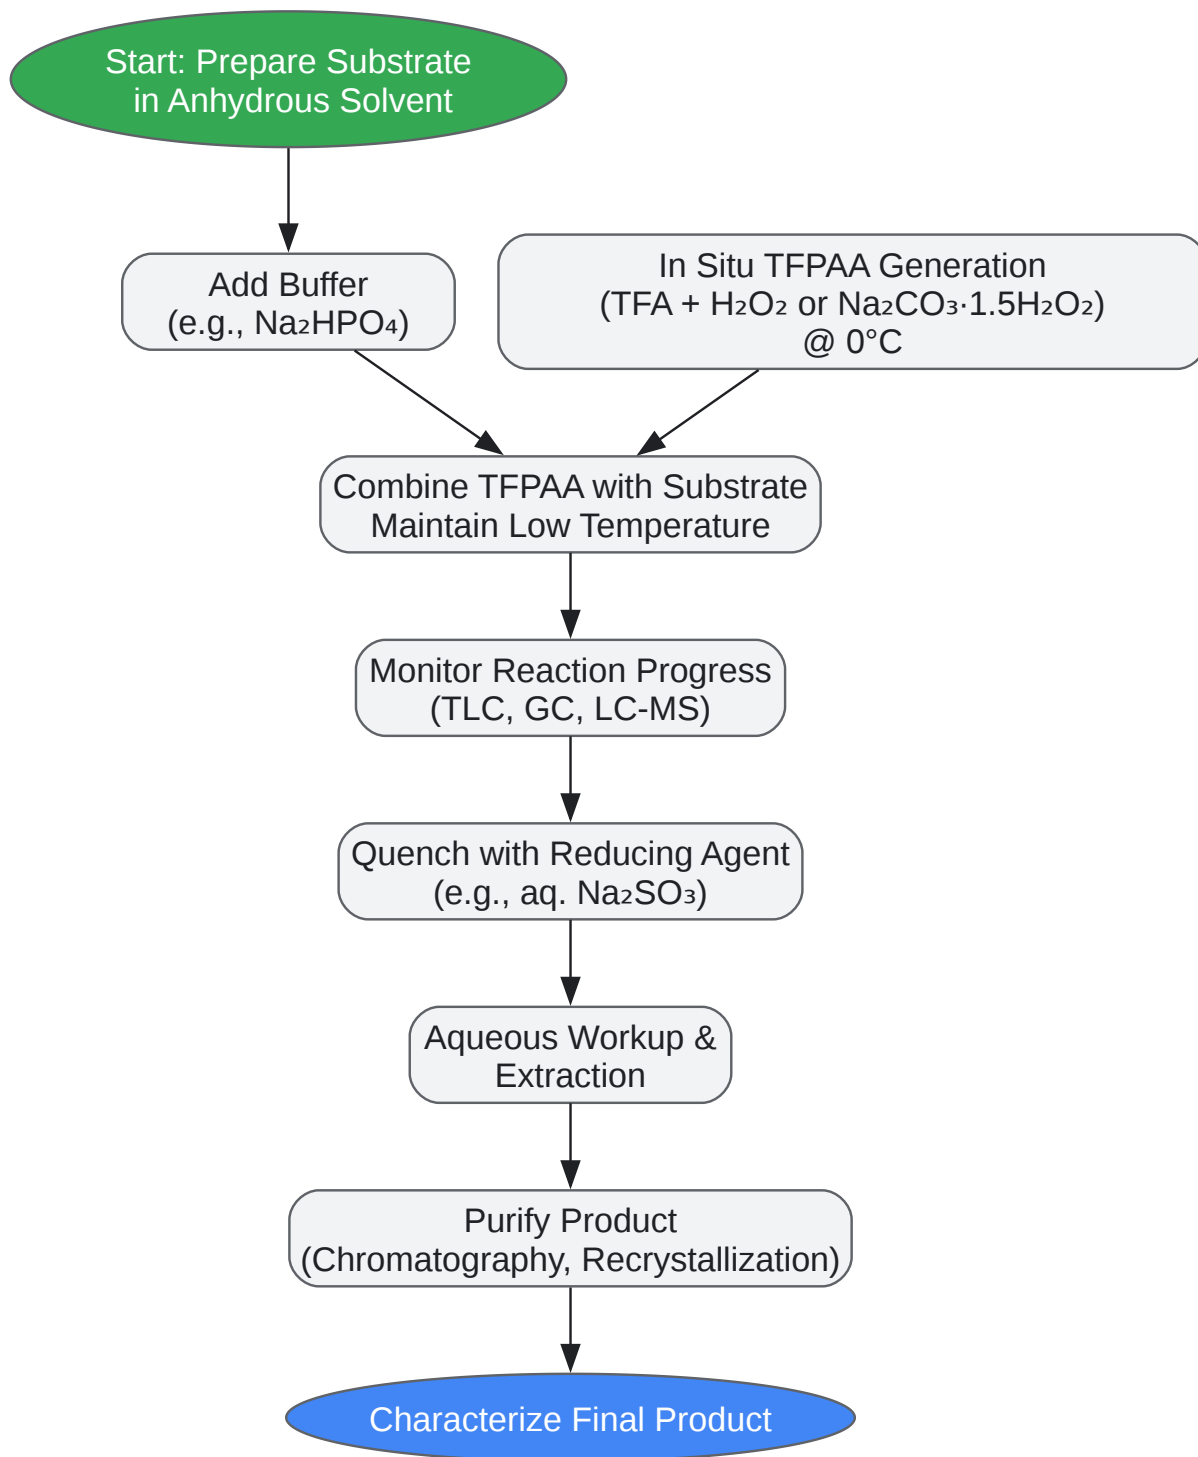 Start: Prepare Substrate
in Anhydrous Solvent
Add Buffer
(e.g., Na₂HPO₄)
In Situ TFPAA Generation
(TFA + H₂O₂ or Na₂CO₃·1.5H₂O₂)
@ 0°C
Combine TFPAA with Substrate
Maintain Low Temperature
Monitor Reaction Progress
(TLC, GC, LC-MS)
Quench with Reducing Agent
(e.g., aq. Na₂SO₃)
Aqueous Workup &
Extraction
Purify Product
(Chromatography, Recrystallization)
Characterize Final Product